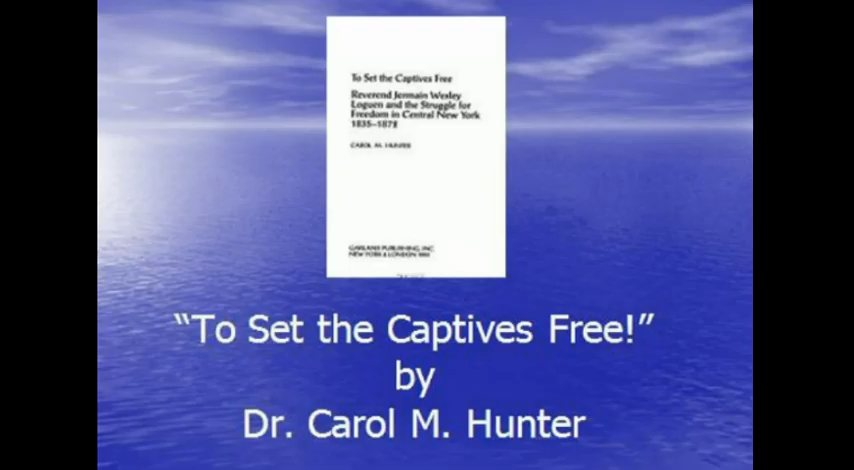 To Set the Captives Free
Reverend Jermain Wesley
Loguen and the Struggle for
Freedom in Central New York
1835–1872
CAROL M. HUNTER
GARLAND PUBLISHING, INC
NEW YORK & LONDON
“To Set the Captives Free!”
by
Dr. Carol M. Hunter